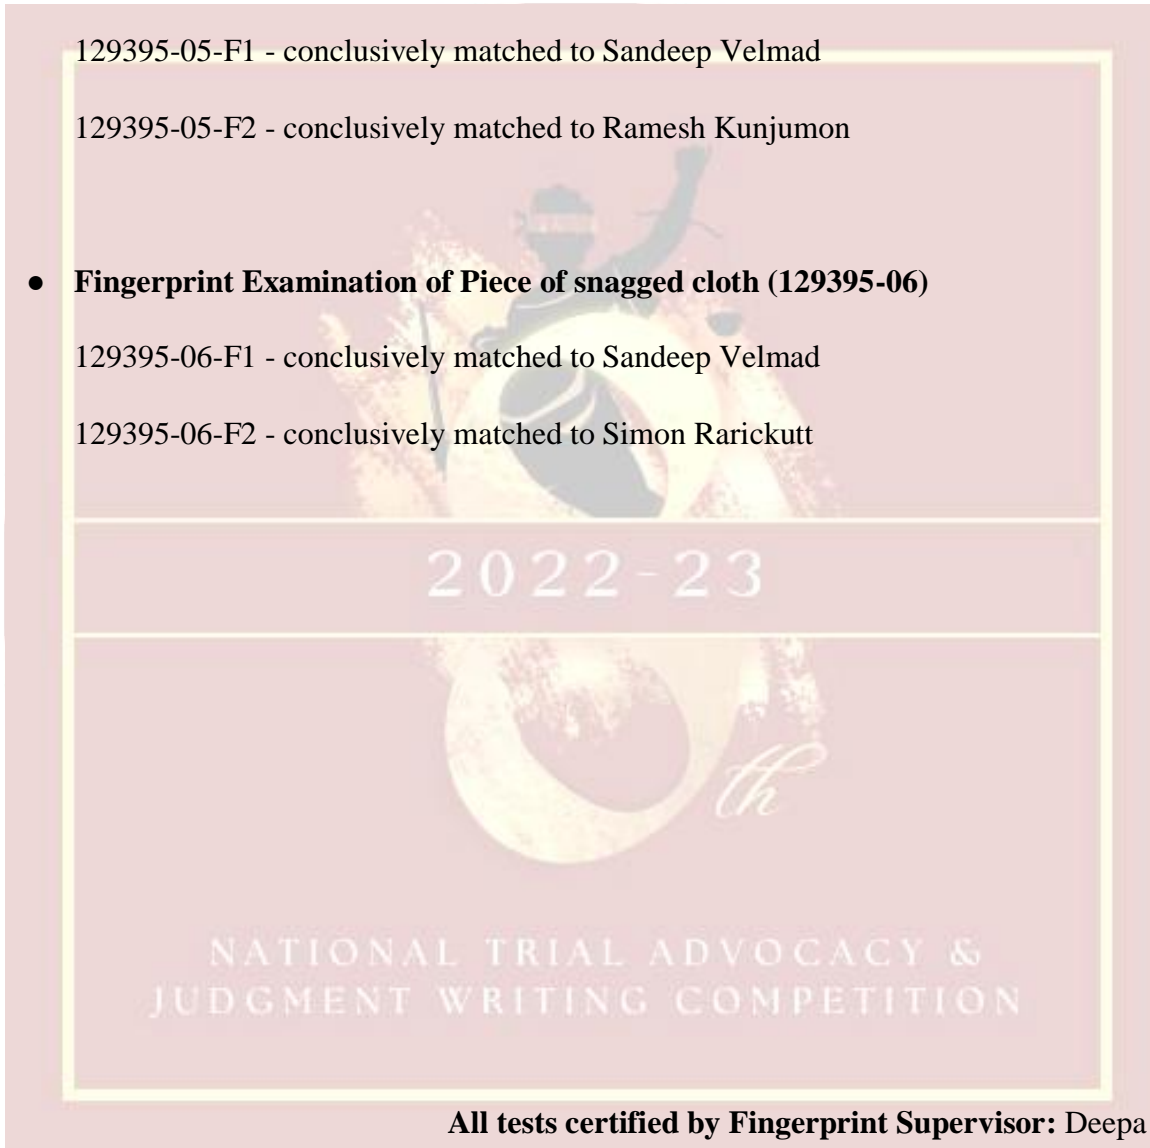 129395-05-F1 - conclusively matched to Sandeep Velmad
129395-05-F2 - conclusively matched to Ramesh Kunjumon
● Fingerprint Examination of Piece of snagged cloth (129395-06)
129395-06-F1 - conclusively matched to Sandeep Velmad
129395-06-F2 - conclusively matched to Simon Rarickutt
2022-23
8th
NATIONAL TRIAL ADVOCACY &
JUDGMENT WRITING COMPETITION
All tests certified by Fingerprint Supervisor: Deepa